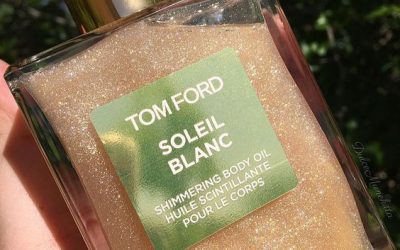 TOM FORD
SOLEIL
BLANC
SHIMMERING BODY OIL
HUILE SCINTILLANTE
POUR LE CORPS